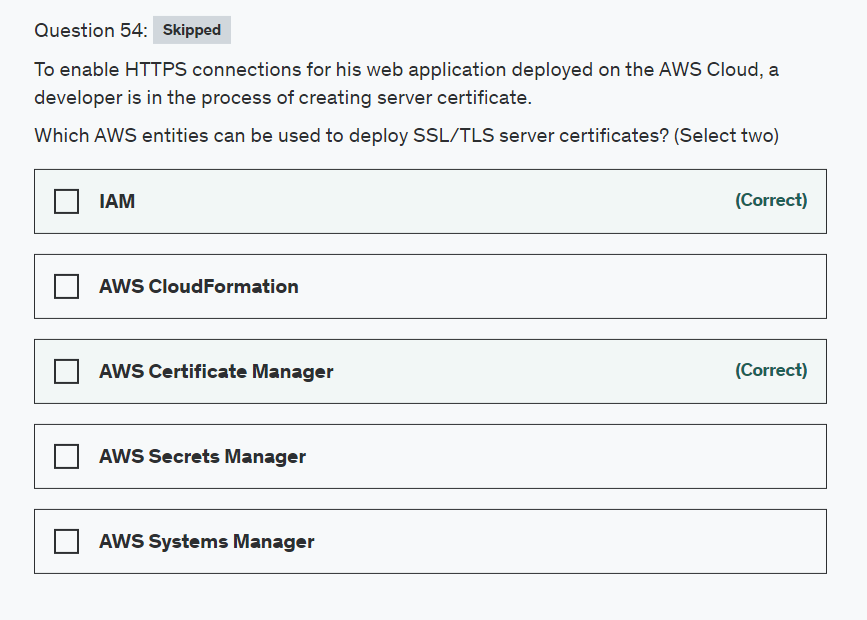 Question 54: Skipped
To enable HTTPS connections for his web application deployed on the AWS Cloud, a
developer is in the process of creating server certificate.
Which AWS entities can be used to deploy SSL/TLS server certificates? (Select two)
IAM (Correct)
AWS CloudFormation
AWS Certificate Manager (Correct)
AWS Secrets Manager
AWS Systems Manager